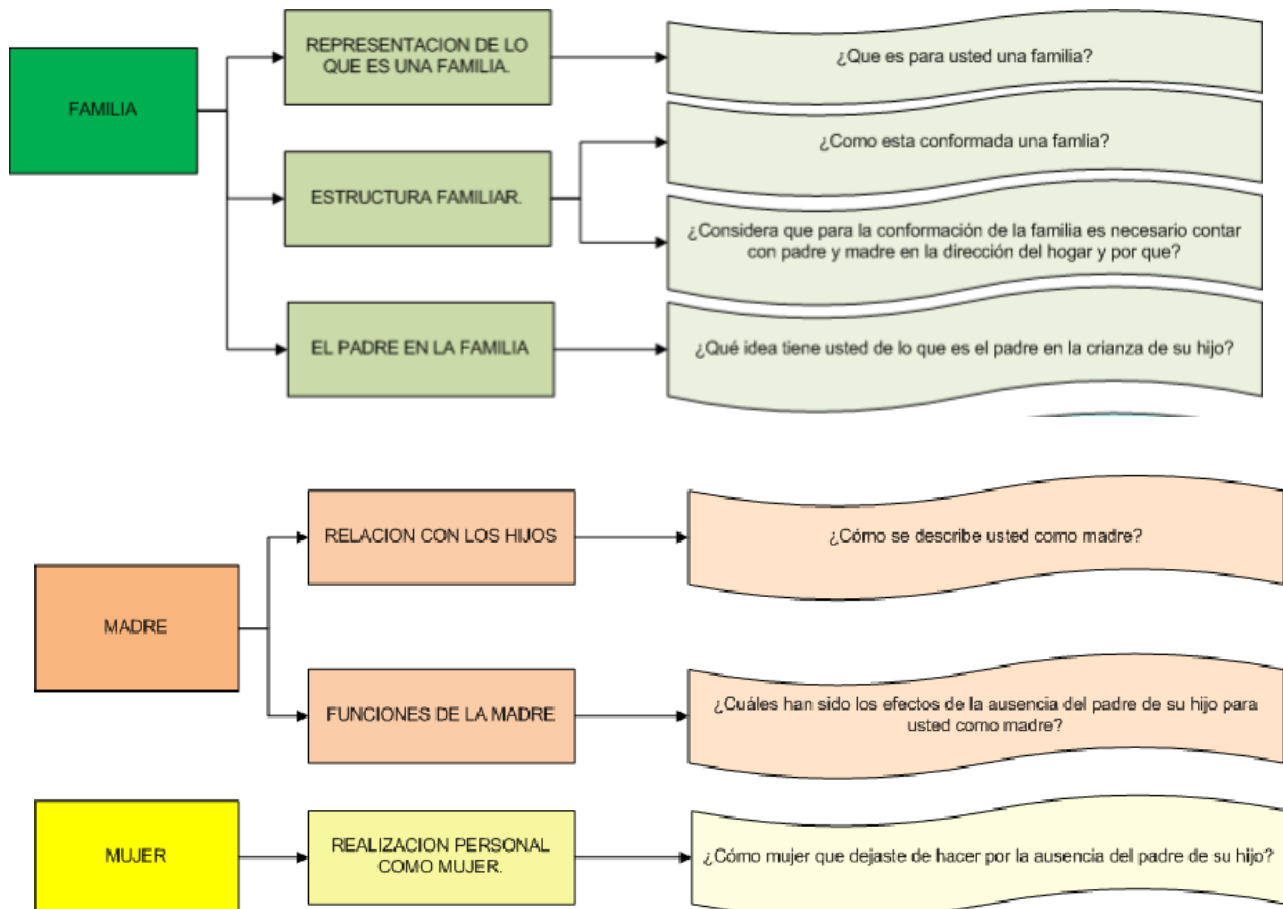 FAMILIA
REPRESENTACION DE LO
QUE ES UNA FAMILIA.
¿Que es para usted una familia?
ESTRUCTURA FAMILIAR.
¿Como esta conformada una famlia?
¿Considera que para la conformación de la familia es necesario contar
con padre y madre en la dirección del hogar y por que?
EL PADRE EN LA FAMILIA
¿Qué idea tiene usted de lo que es el padre en la crianza de su hijo?
MADRE
RELACION CON LOS HIJOS
¿Cómo se describe usted como madre?
FUNCIONES DE LA MADRE
¿Cuáles han sido los efectos de la ausencia del padre de su hijo para
usted como madre?
MUJER
REALIZACION PERSONAL
COMO MUJER.
¿Cómo mujer que dejaste de hacer por la ausencia del padre de su hijo?